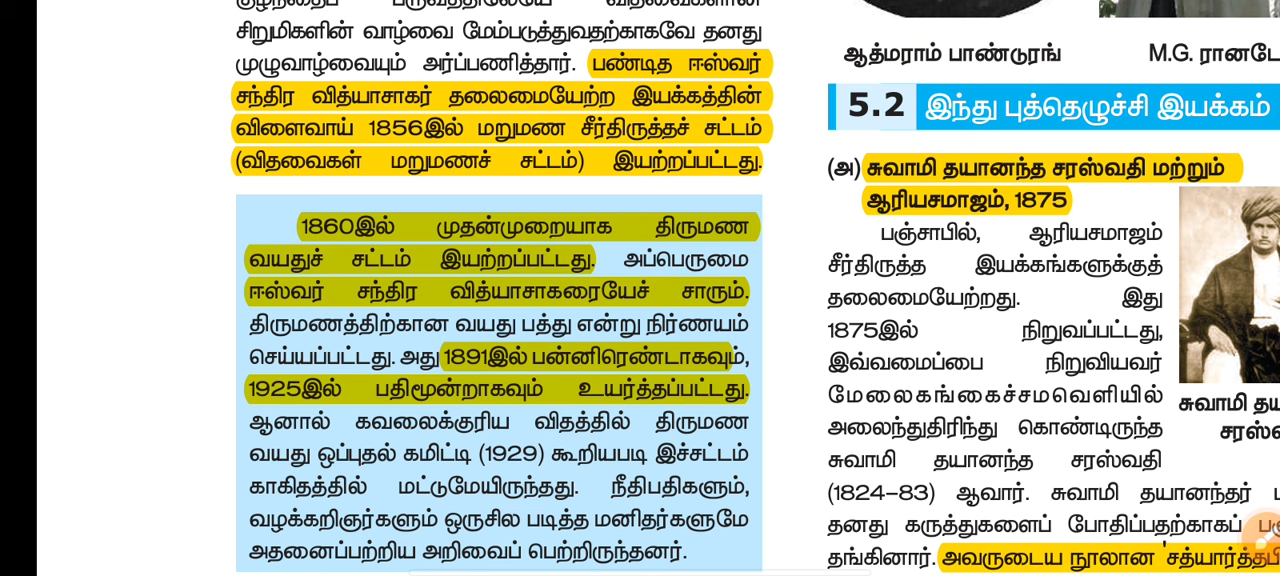 குழந்தைப் பருவத்திலேயே விதவைகளான
சிறுமிகளின் வாழ்வை மேம்படுத்துவதற்காகவே தனது
முழுவாழ்வையும் அர்ப்பணித்தார். பண்டித ஈஸ்வர்
சந்திர வித்யாசாகர் தலைமையேற்ற இயக்கத்தின்
விளைவாய் 1856இல் மறுமண சீர்திருத்தச் சட்டம்
(விதவைகள் மறுமணச் சட்டம்) இயற்றப்பட்டது.
1860இல் முதன்முறையாக திருமண
வயதுச் சட்டம் இயற்றப்பட்டது. அப்பெருமை
ஈஸ்வர் சந்திர வித்யாசாகரையேச் சாரும்.
திருமணத்திற்கான வயது பத்து என்று நிர்ணயம்
செய்யப்பட்டது. அது 1891இல் பன்னிரெண்டாகவும்,
1925இல் பதிமூன்றாகவும் உயர்த்தப்பட்டது.
ஆனால் கவலைக்குரிய விதத்தில் திருமண
வயது ஒப்புதல் கமிட்டி (1929) கூறியபடி இச்சட்டம்
காகிதத்தில் மட்டுமேயிருந்தது. நீதிபதிகளும்,
வழக்கறிஞர்களும் ஒருசில படித்த மனிதர்களுமே
அதனைப்பற்றிய அறிவைப் பெற்றிருந்தனர்.
ஆத்மராம் பாண்டுரங்
M.G. ரானடே
5.2 இந்து புத்தெழுச்சி இயக்கம்
(அ) சுவாமி தயானந்த சரஸ்வதி மற்றும்
ஆரியசமாஜம், 1875
பஞ்சாபில், ஆரியசமாஜம்
சீர்திருத்த இயக்கங்களுக்குத்
தலைமையேற்றது. இது
1875இல் நிறுவப்பட்டது,
இவ்வமைப்பை நிறுவியவர்
மேலைகங்கைச்சமவெளியில்
அலைந்துதிரிந்து கொண்டிருந்த
சுவாமி தயானந்த சரஸ்வதி
(1824–83) ஆவார். சுவாமி தயானந்தர்
தனது கருத்துகளைப் போதிப்பதற்காகப்
தங்கினார். அவருடைய நூலான
சுவாமி